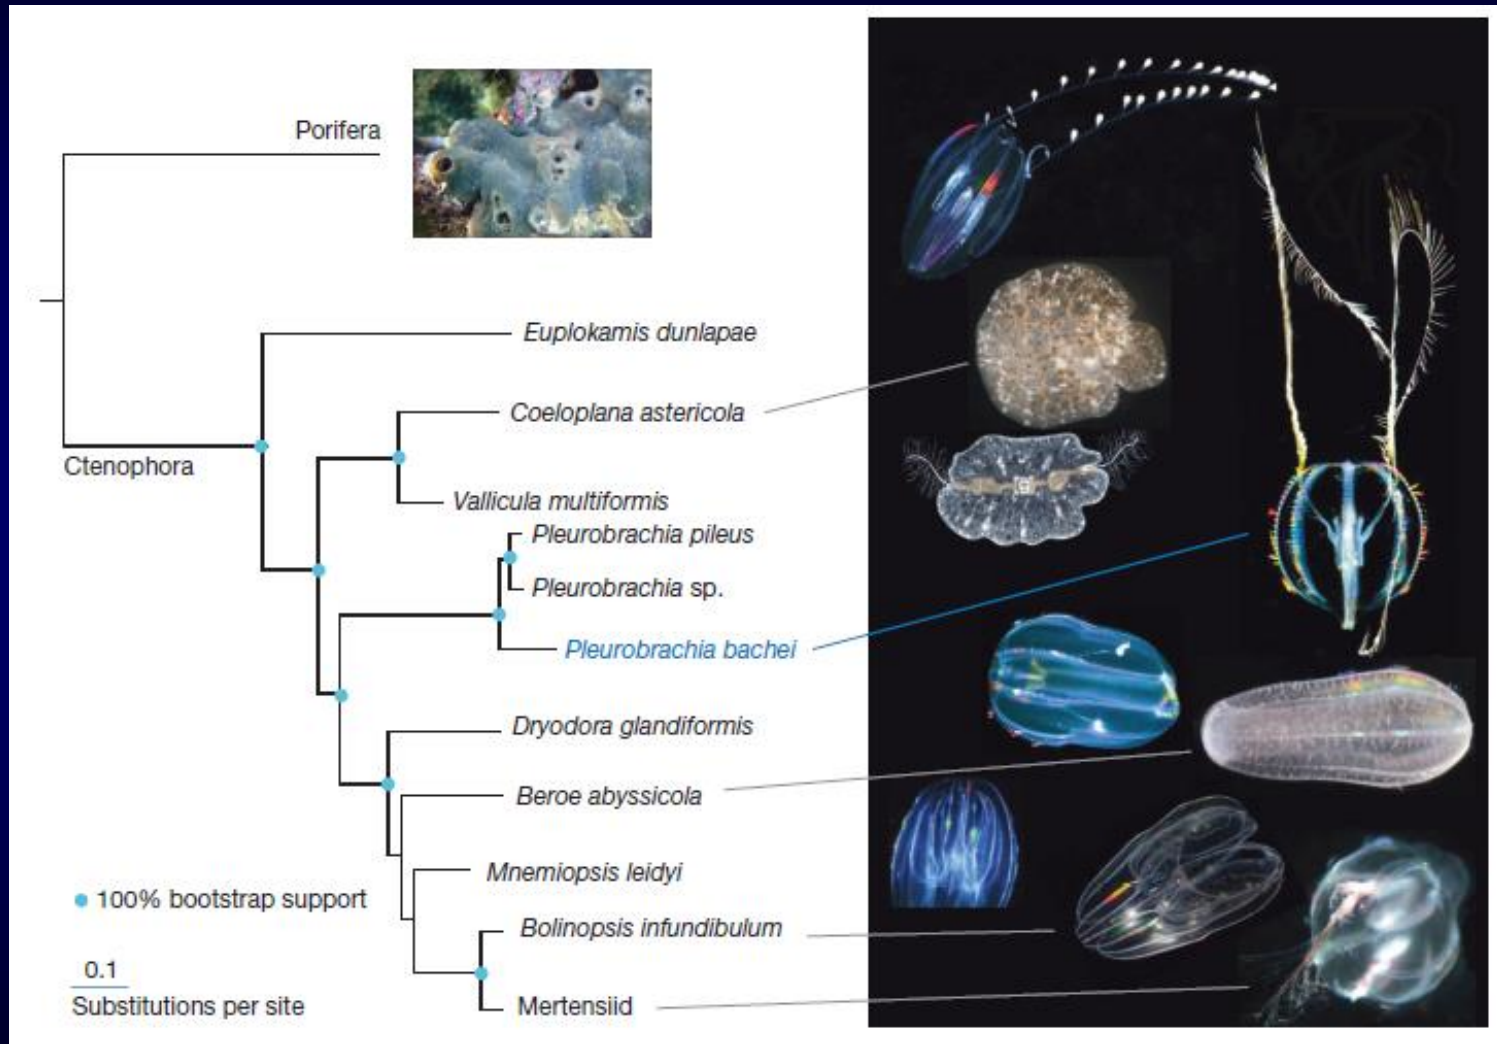 Porifera
Euplokamis dunlapae
Coeloplana astericola
Ctenophora
Vallicula multiformis
Pleurobrachia pileus
Pleurobrachia sp.
Pleurobrachia bachei
Dryodora glandiformis
Beroe abyssicola
Mnemiopsis leidyi
100% bootstrap support
Bolinopsis infundibulum
0.1
Substitutions per site
Mertensiid